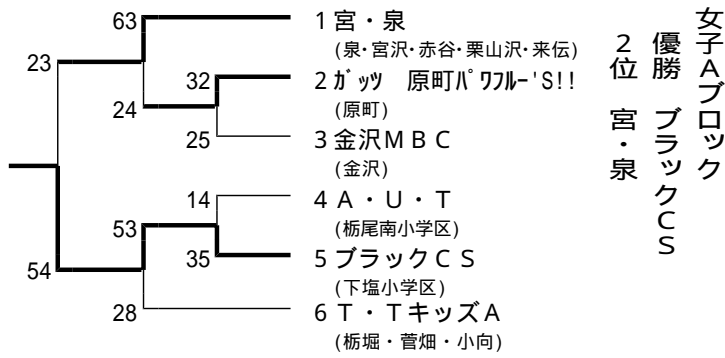 63
1 宮・泉
(泉・宮沢・赤谷・栗山沢・来伝)
23
32
2 ｶﾞｯﾂ 原町ﾊﾟﾜﾌﾙｰ'S!!
(原町)
24
25
3 金沢ＭＢＣ
(金沢)
14
4 Ａ・Ｕ・Ｔ
(栃尾南小学区)
53
35
5 ブラックＣＳ
(下塩小学区)
54
28
6 Ｔ・ＴキッズＡ
(栃堀・菅畑・小向)
女子Ａブロック
優勝 ブラックＣＳ
２位 宮・泉